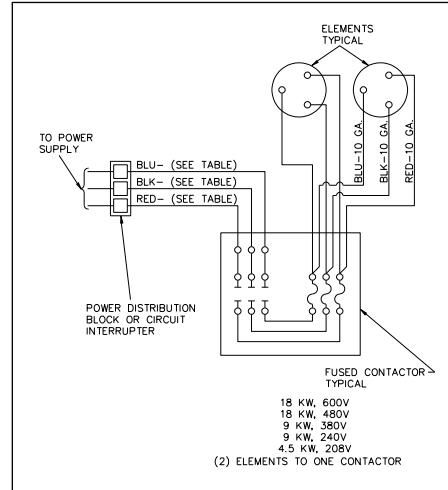 ELEMENTS
TYPICAL
TO POWER
SUPPLY
BLU- (SEE TABLE)
BLK- (SEE TABLE)
RED- (SEE TABLE)
BLU-10 GA.
BLK-10 GA.
RED-10 GA.
POWER DISTRIBUTION
BLOCK OR CIRCUIT
INTERRUPTER
FUSED CONTACTOR
TYPICAL
18 KW, 600V
18 KW, 480V
9 KW, 380V
9 KW, 240V
4.5 KW, 208V
(2) ELEMENTS TO ONE CONTACTOR